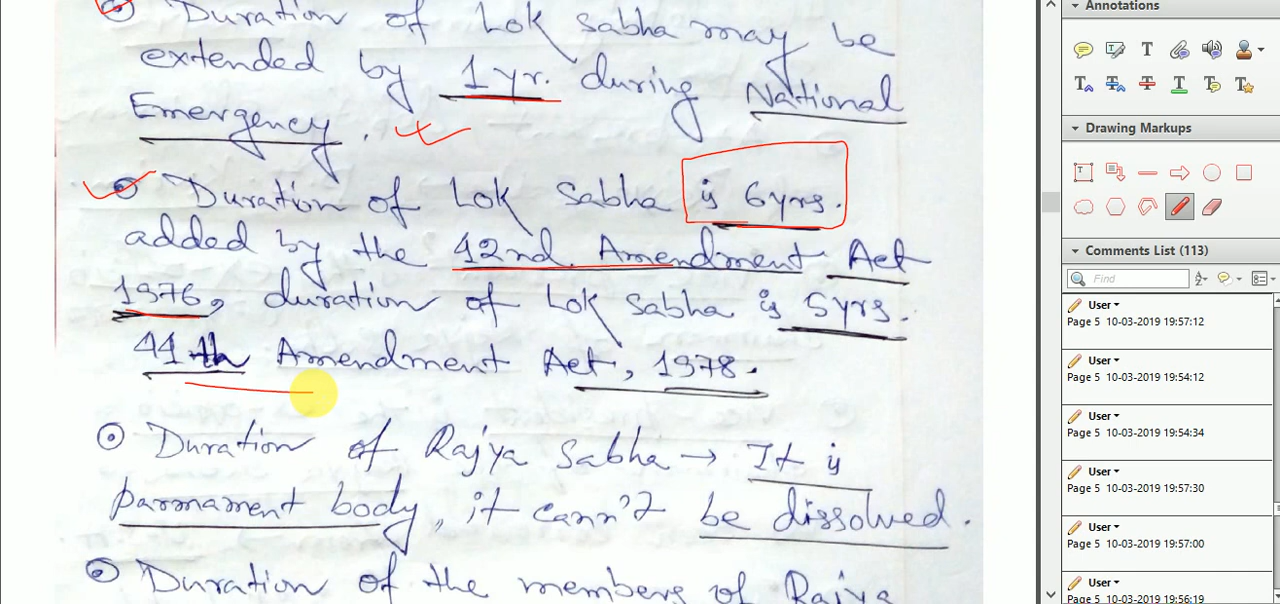 Duration of Lok Sabha may be
extended by 1 yr. during National
Emergency.
Duration of Lok Sabha is 6yrs.
added by the 42nd Amendment Act
1976, duration of Lok Sabha is 5yrs.
44th Amendment Act, 1978.
Duration of Rajya Sabha → It is
parmament body, it cann't be dissolved.
Duration of the members of Rajya
Annotations
T
T T T T T T
Drawing Markups
T
Comments List (113)
Find
User
Page 5 10-03-2019 19:57:12
User
Page 5 10-03-2019 19:54:12
User
Page 5 10-03-2019 19:54:34
User
Page 5 10-03-2019 19:57:30
User
Page 5 10-03-2019 19:57:00
User
Page 5 10-03-2019 19:56:19